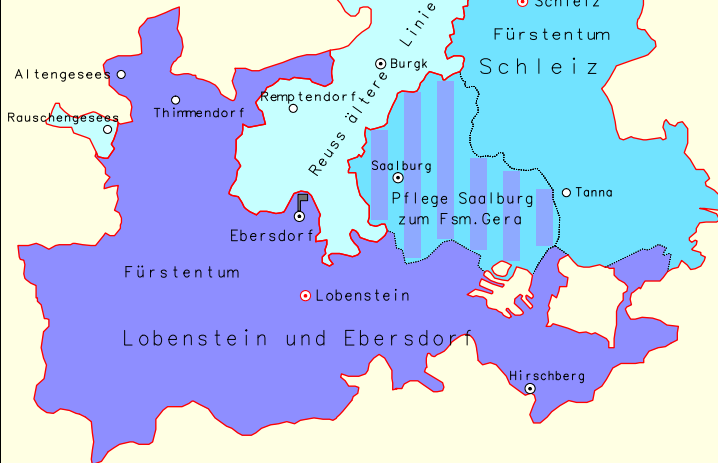 Schleiz
Fürstentum
Schleiz
Reuss ältere Linie
Burgk
Altengesees
Remptendorf
Thimmendorf
Rauschengesees
Saalburg
Pflege Saalburg
zum Fsm.Gera
Tanna
Ebersdorf
Fürstentum
Lobenstein
Lobenstein und Ebersdorf
Hirschberg